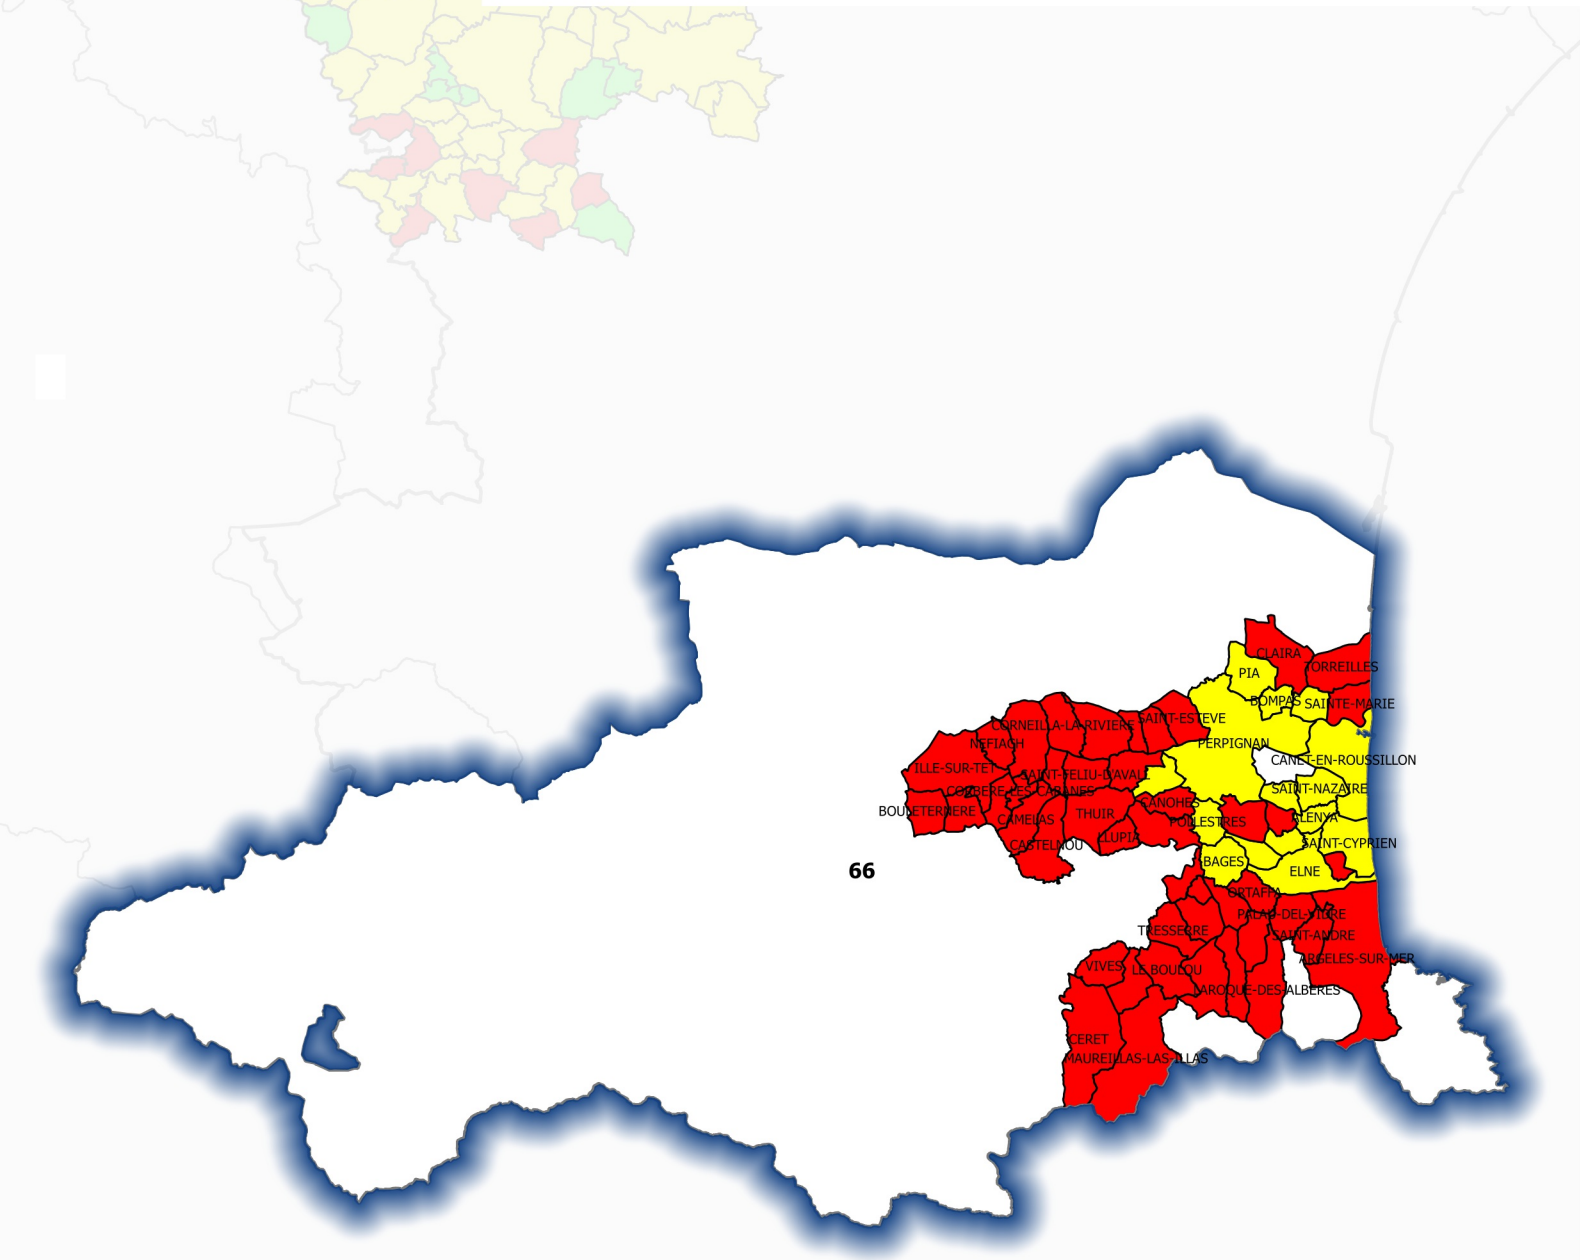 CLAIRA
TORREILLES
PIA
BOMPAS
SAINTE-MARIE
CORNEILLA-LA-RIVIERE
SAINT-ESTEVE
NEFIACH
PERPIGNAN
CANET-EN-ROUSSILLON
ILLE-SUR-TET
SAINT-FELIU-D'AVALL
CORBERE-LES-CABANES
SAINT-NAZAIRE
CANOHES
BOULETERNERE
CAMELAS
THUIR
POLLESTRES
ALENYA
LLUPIA
CASTELNOU
SAINT-CYPRIEN
BAGES
66
ELNE
ORTAFFA
PALAU-DEL-VIDRE
TRESSERRE
SAINT-ANDRE
ARGELES-SUR-MER
VIVES
LE BOULOU
LAROQUE-DES-ALBERES
CERET
MAUREILLAS-LAS-ILLAS